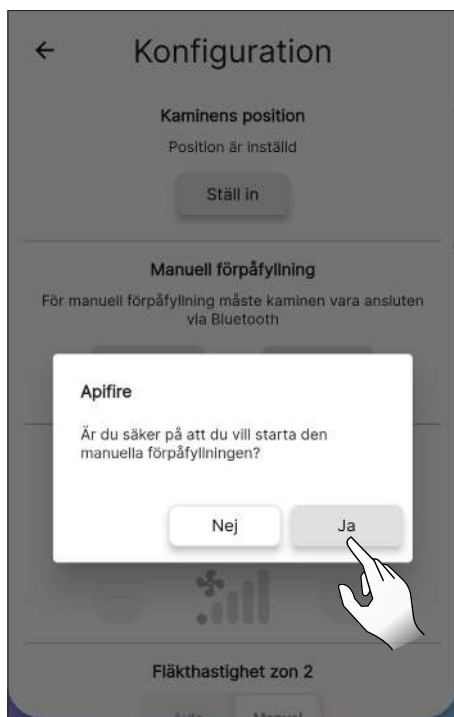 Konfiguration
Kaminens position
Position är inställd
Ställ in
Manuell förpåfyllning
För manuell förpåfyllning måste kaminen vara ansluten
via Bluetooth
Apifire
Är du säker på att du vill starta den
manuella förpåfyllningen?
Nej
Ja
Fläkthastighet zon 2
Manual